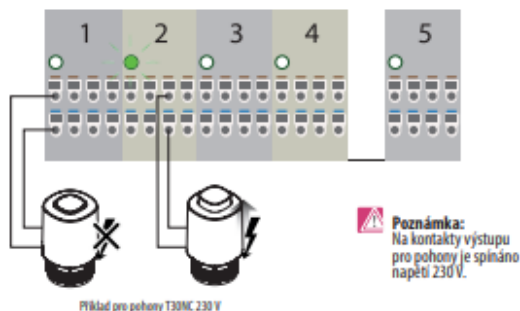 1 2 3 4 5
Poznámka:
Na kontakty výstupu
pro pohony je spínáno
napětí 230 V.
Příklad pro pohony T30NC 230 V